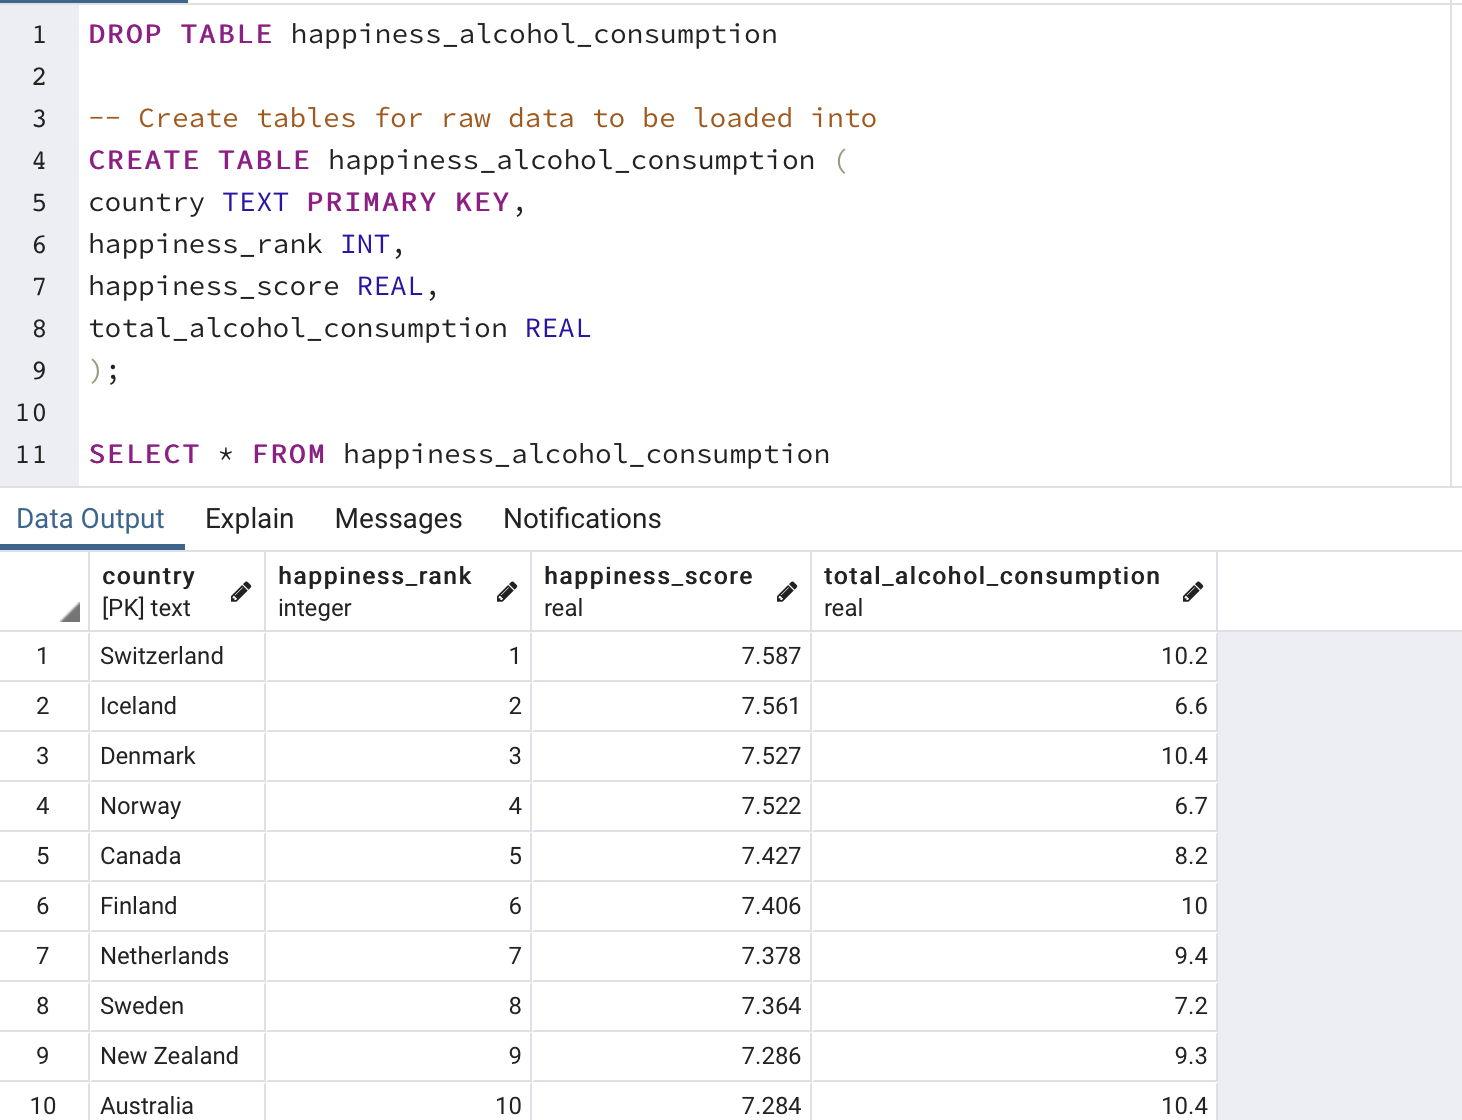 1 DROP TABLE happiness_alcohol_consumption
2
3 -- Create tables for raw data to be loaded into
4 CREATE TABLE happiness_alcohol_consumption (
5 country TEXT PRIMARY KEY,
6 happiness_rank INT,
7 happiness_score REAL,
8 total_alcohol_consumption REAL
9 );
10
11 SELECT * FROM happiness_alcohol_consumption
Data Output Explain Messages Notifications
country happiness_rank happiness_score total_alcohol_consumption
[PK] text integer real real
1 Switzerland 1 7.587 10.2
2 Iceland 2 7.561 6.6
3 Denmark 3 7.527 10.4
4 Norway 4 7.522 6.7
5 Canada 5 7.427 8.2
6 Finland 6 7.406 10
7 Netherlands 7 7.378 9.4
8 Sweden 8 7.364 7.2
9 New Zealand 9 7.286 9.3
10 Australia 10 7.284 10.4